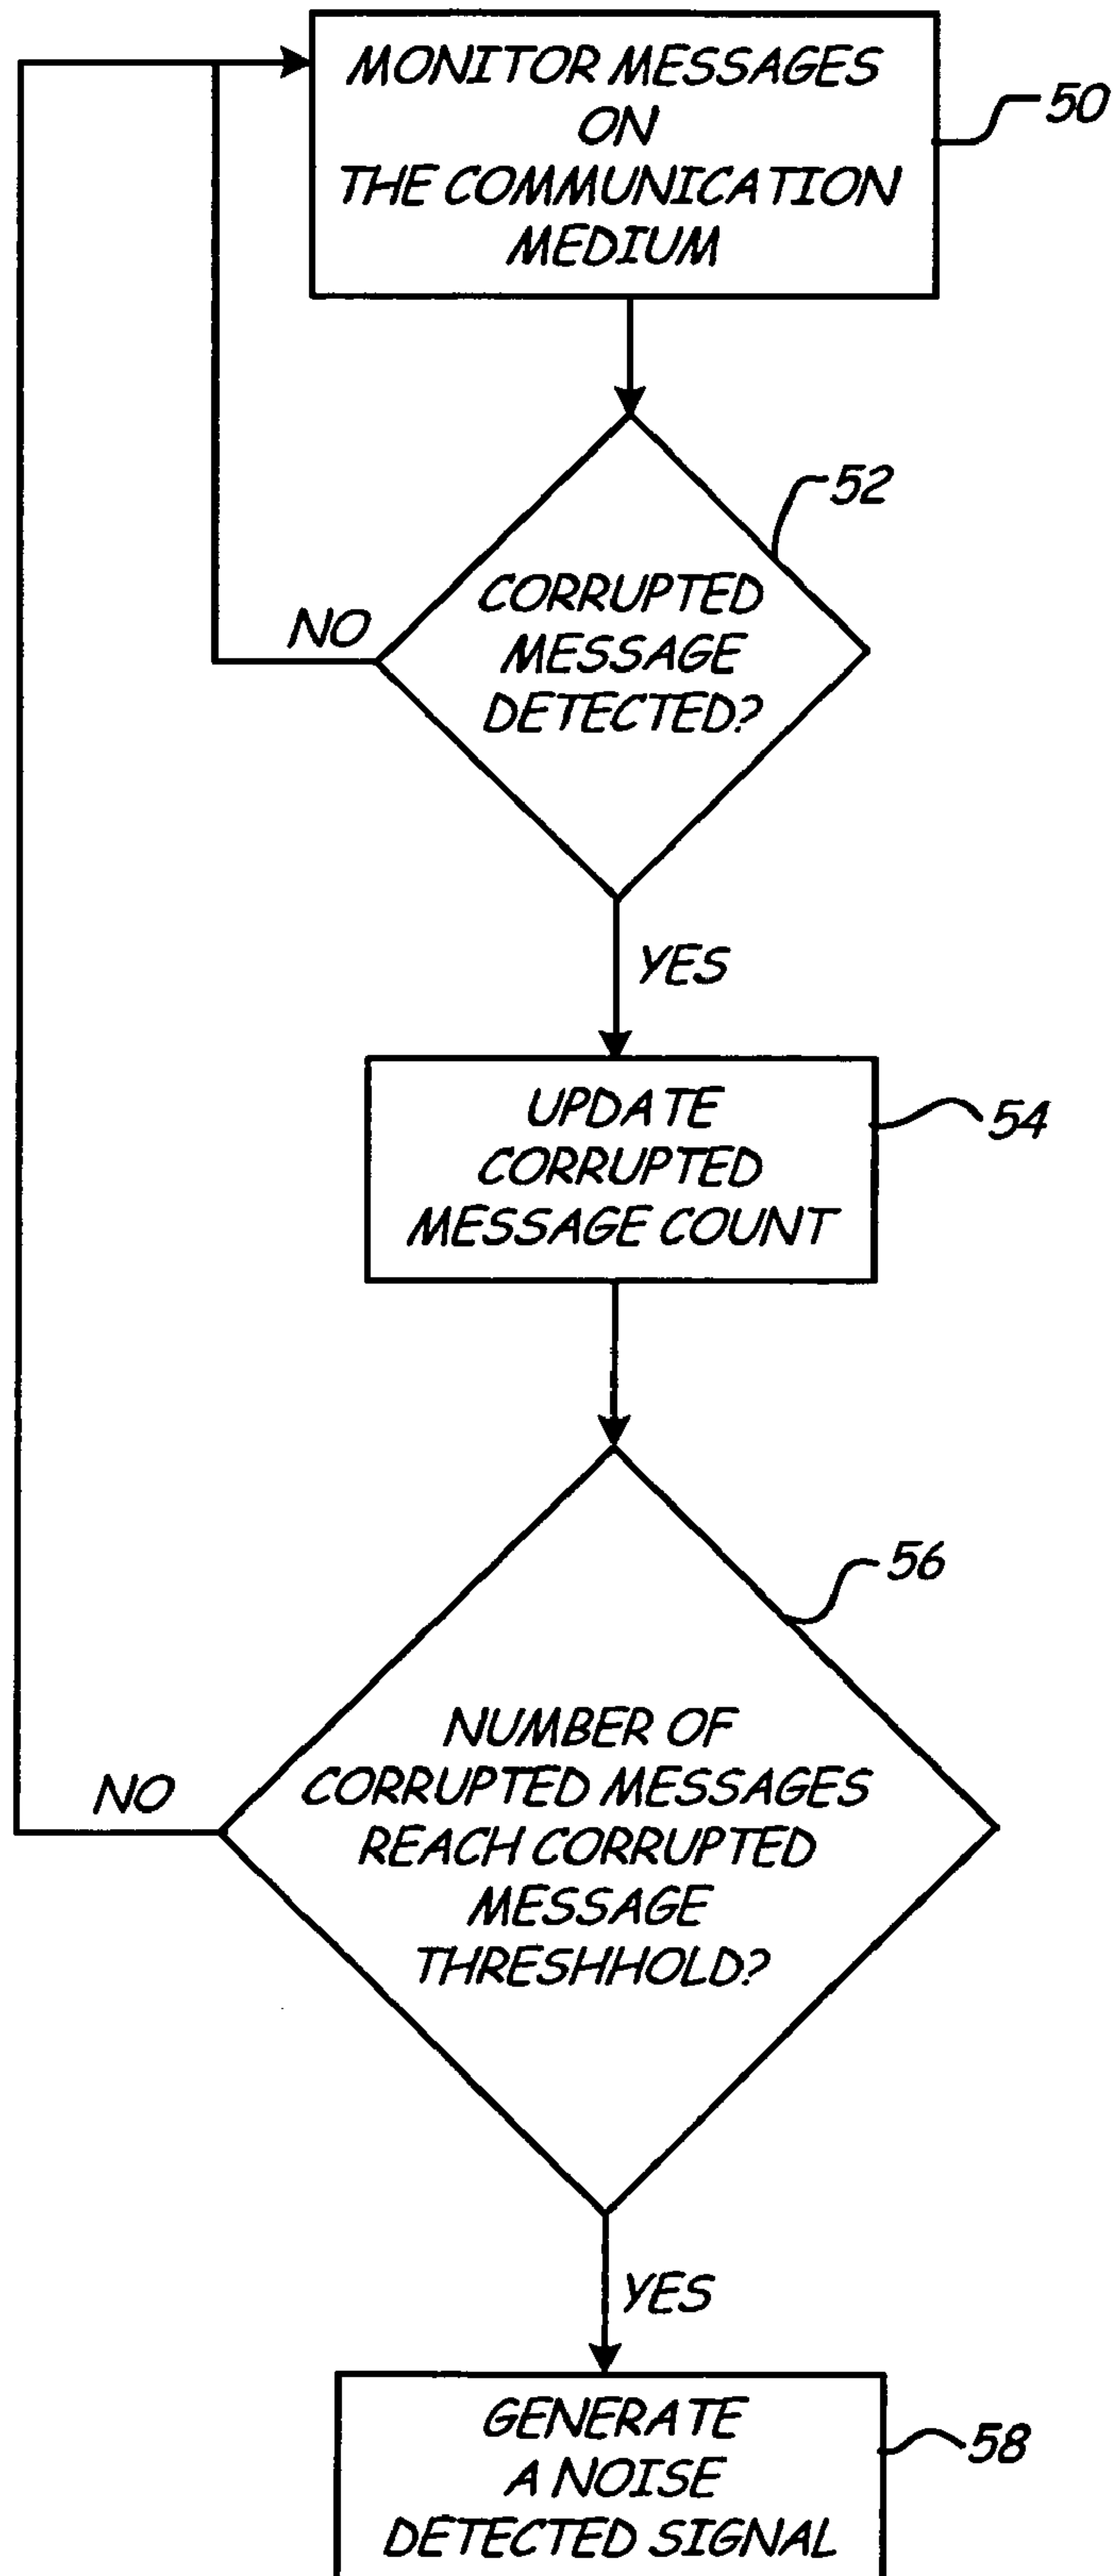 MONITOR MESSAGES
ON
THE COMMUNICATION
MEDIUM
50
52
CORRUPTED
MESSAGE
DETECTED?
NO
YES
UPDATE
CORRUPTED
MESSAGE COUNT
54
56
NUMBER OF
CORRUPTED MESSAGES
REACH CORRUPTED
MESSAGE
THRESHHOLD?
NO
YES
GENERATE
A NOISE
DETECTED SIGNAL
58